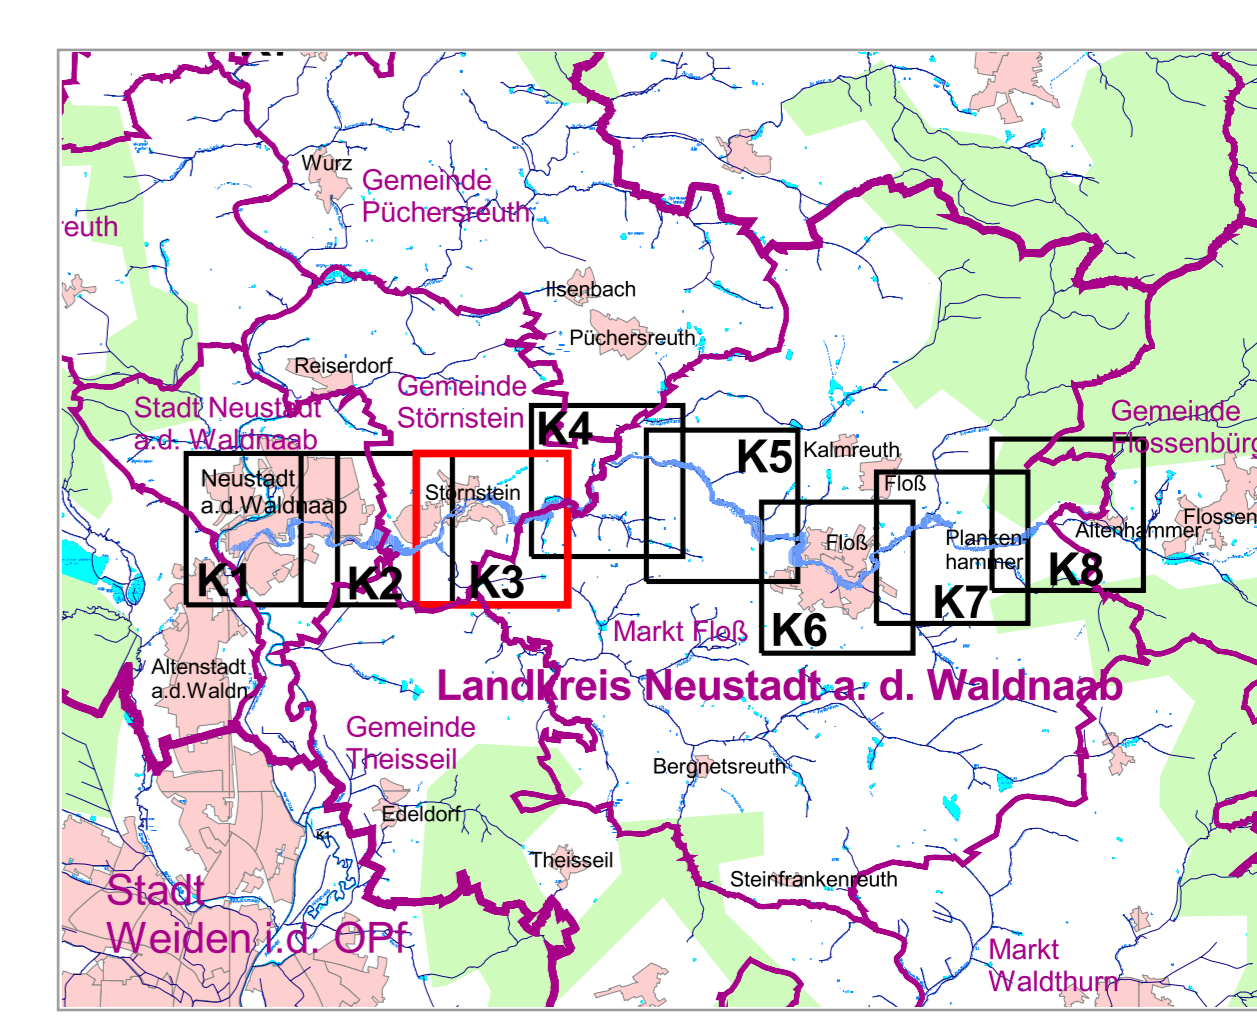 Wurz
Gemeinde
Püchersreuth
reuth
Ilsenbach
Püchersreuth
Reiserdorf
Gemeinde
Störnstein
Stadt Neustadt
a.d. Waldnaab
Gemeinde
Flossenbürg
K4
K5
Kalmreuth
Neustadt
a.d.Waldnaab
Störnstein
Floß
Flossen
Altenhammer
Planken-
hammer
Floß
K1
K2
K3
K8
K7
K6
Markt Floß
Altenstadt
a.d.Waldn
Landkreis Neustadt a. d. Waldnaab
Gemeinde
Theisseil
Bergnetsreuth
Edeldorf
K1
Theisseil
Steinfrankenreuth
Stadt
Weiden i.d. OPf
Markt
Waldthurn